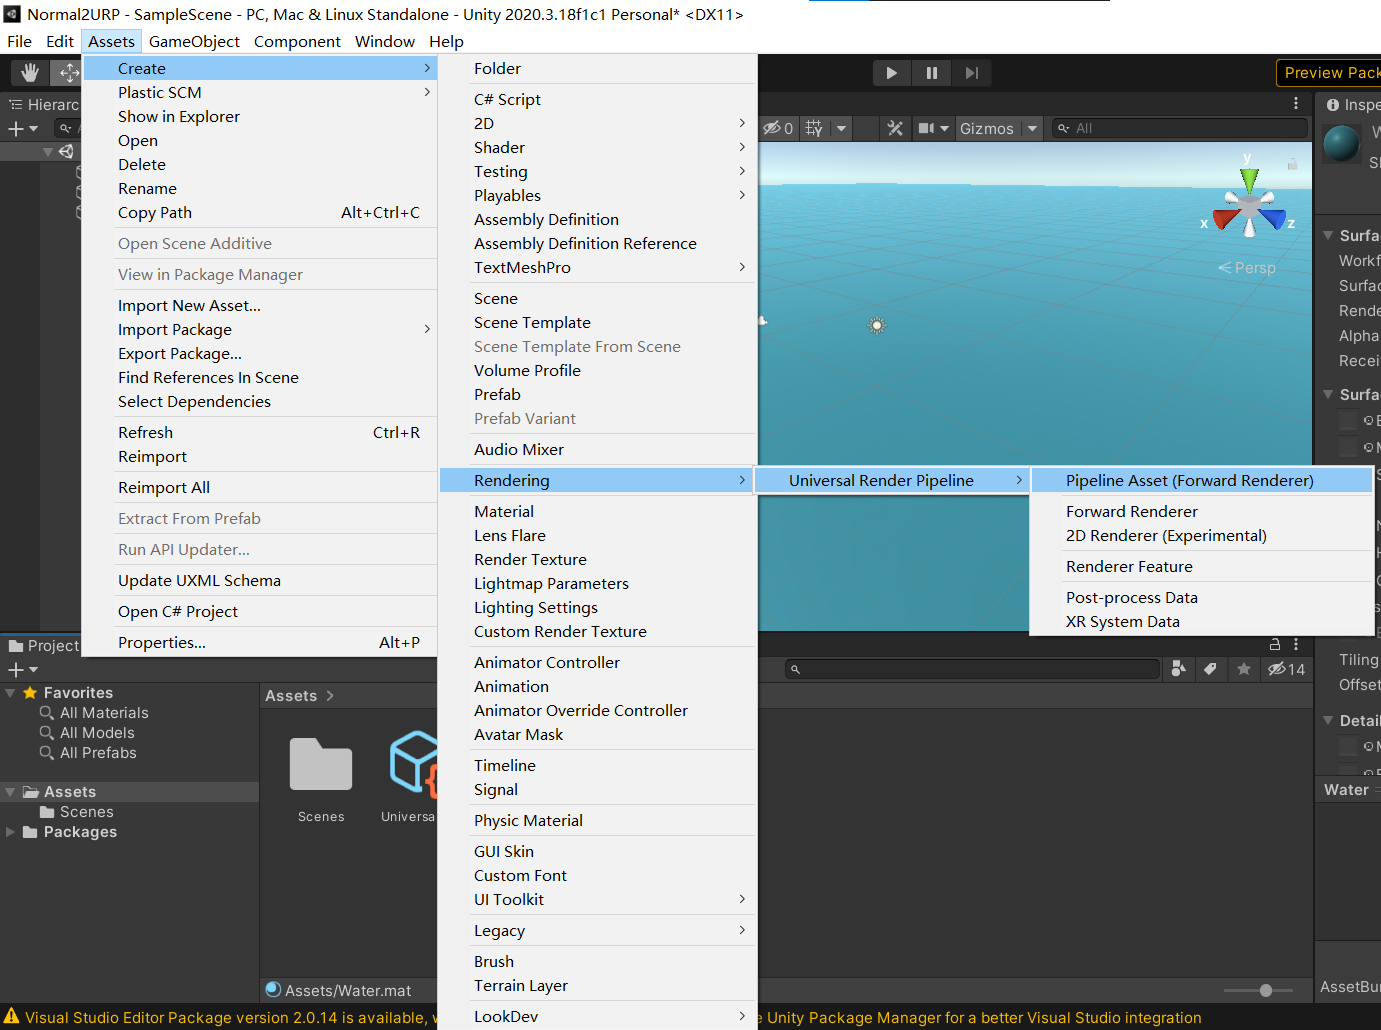 Normal2URP - SampleScene - PC, Mac & Linux Standalone - Unity 2020.3.18f1c1 Personal* <DX11>
File Edit Assets GameObject Component Window Help
Preview Pack
Hierarc
Create
Plastic SCM
Show in Explorer
Open
Delete
Rename
Copy Path Alt+Ctrl+C
Open Scene Additive
View in Package Manager
Import New Asset...
Import Package
Export Package...
Find References In Scene
Select Dependencies
Refresh Ctrl+R
Reimport
Reimport All
Extract From Prefab
Run API Updater...
Update UXML Schema
Open C# Project
Properties... Alt+P
Folder
C# Script
2D
Shader
Testing
Playables
Assembly Definition
Assembly Definition Reference
TextMeshPro
Scene
Scene Template
Scene Template From Scene
Volume Profile
Prefab
Prefab Variant
Audio Mixer
Rendering
Material
Lens Flare
Render Texture
Lightmap Parameters
Lighting Settings
Custom Render Texture
Animator Controller
Animation
Animator Override Controller
Avatar Mask
Timeline
Signal
Physic Material
GUI Skin
Custom Font
UI Toolkit
Legacy
Brush
Terrain Layer
LookDev
Universal Render Pipeline
Pipeline Asset (Forward Renderer)
Forward Renderer
2D Renderer (Experimental)
Renderer Feature
Post-process Data
XR System Data
0
Gizmos
All
y
x
z
Persp
Inspe
Surfa
Workf
Surfac
Rende
Alpha
Recei
Surfa
Tiling
Offset
Detai
Water
AssetBu
Project
14
Favorites
All Materials
All Models
All Prefabs
Assets
Scenes
Packages
Assets >
Scenes
Universa
Assets/Water.mat
Visual Studio Editor Package version 2.0.14 is available,
e Unity Package Manager for a better Visual Studio integration